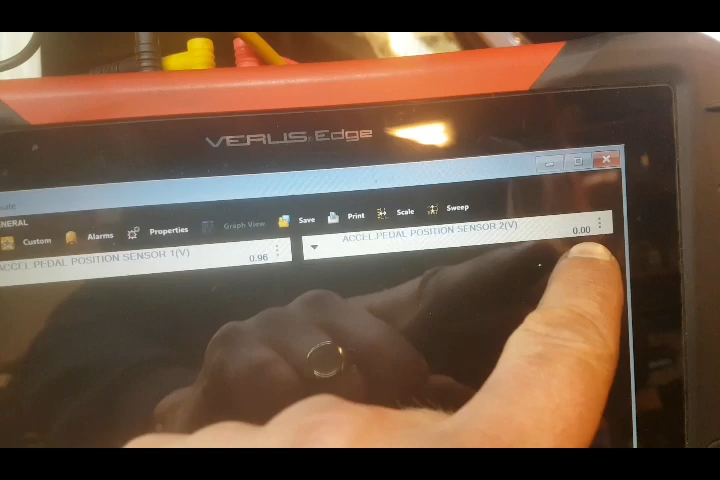 VERUS Edge
GENERAL
Custom Alarms Properties Graph View Save Print Scale Sweep
ACCEL.PEDAL POSITION SENSOR 1(V) 0.96
ACCEL.PEDAL POSITION SENSOR 2(V) 0.00